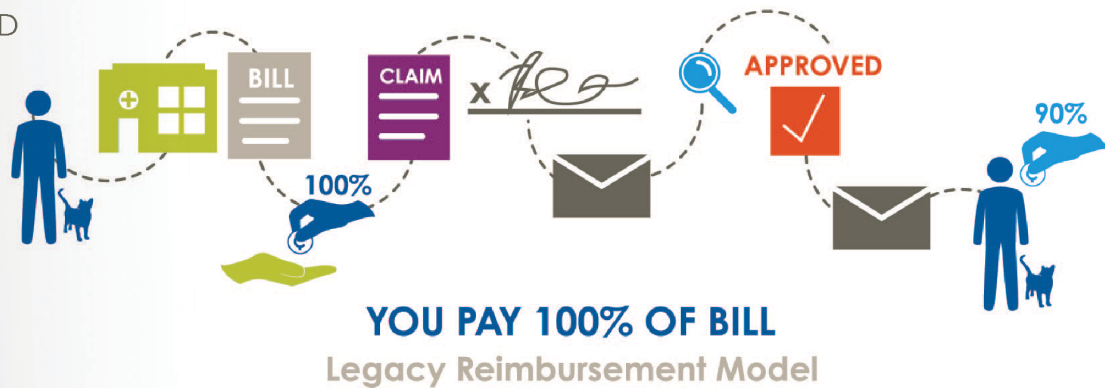 D
BILL
100%
CLAIM
x
APPROVED
90%
YOU PAY 100% OF BILL
Legacy Reimbursement Model